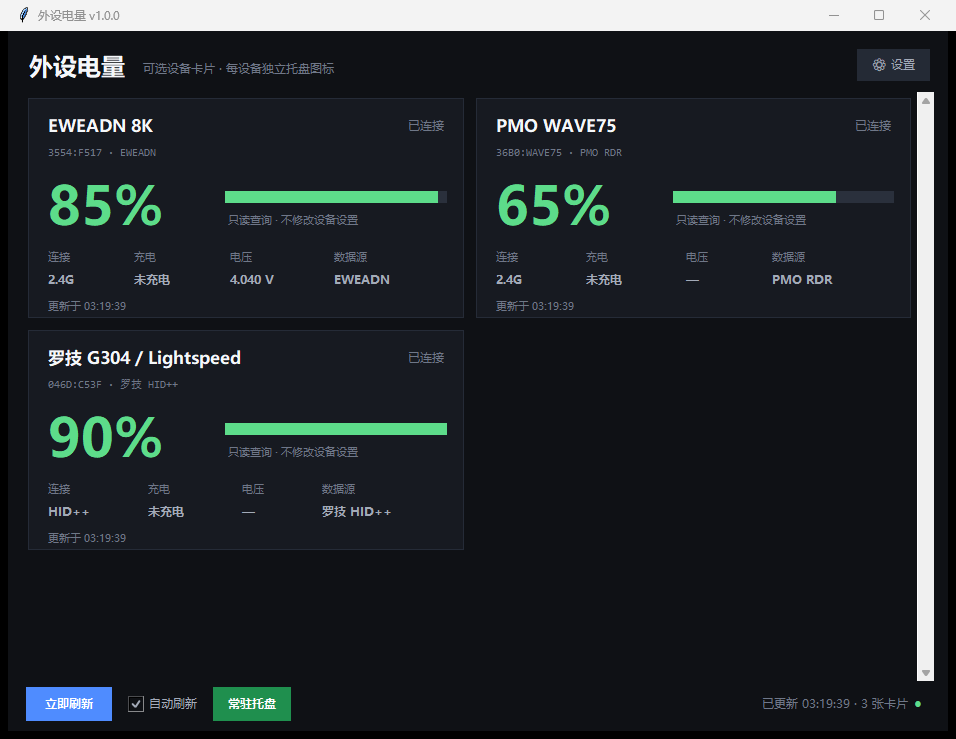 外设电量 v1.0.0
外设电量 可选设备卡片 · 每设备独立托盘图标 设置
EWEADN 8K 已连接
3554:F517 · EWEADN
85%
只读查询 · 不修改设备设置
连接 充电 电压 数据源
2.4G 未充电 4.040 V EWEADN
更新于 03:19:39
PMO WAVE75 已连接
36B0:WAVE75 · PMO RDR
65%
只读查询 · 不修改设备设置
连接 充电 电压 数据源
2.4G 未充电 — PMO RDR
更新于 03:19:39
罗技 G304 / Lightspeed 已连接
046D:C53F · 罗技 HID++
90%
只读查询 · 不修改设备设置
连接 充电 电压 数据源
HID++ 未充电 — 罗技 HID++
更新于 03:19:39
立即刷新 自动刷新 常驻托盘 已更新 03:19:39 · 3 张卡片